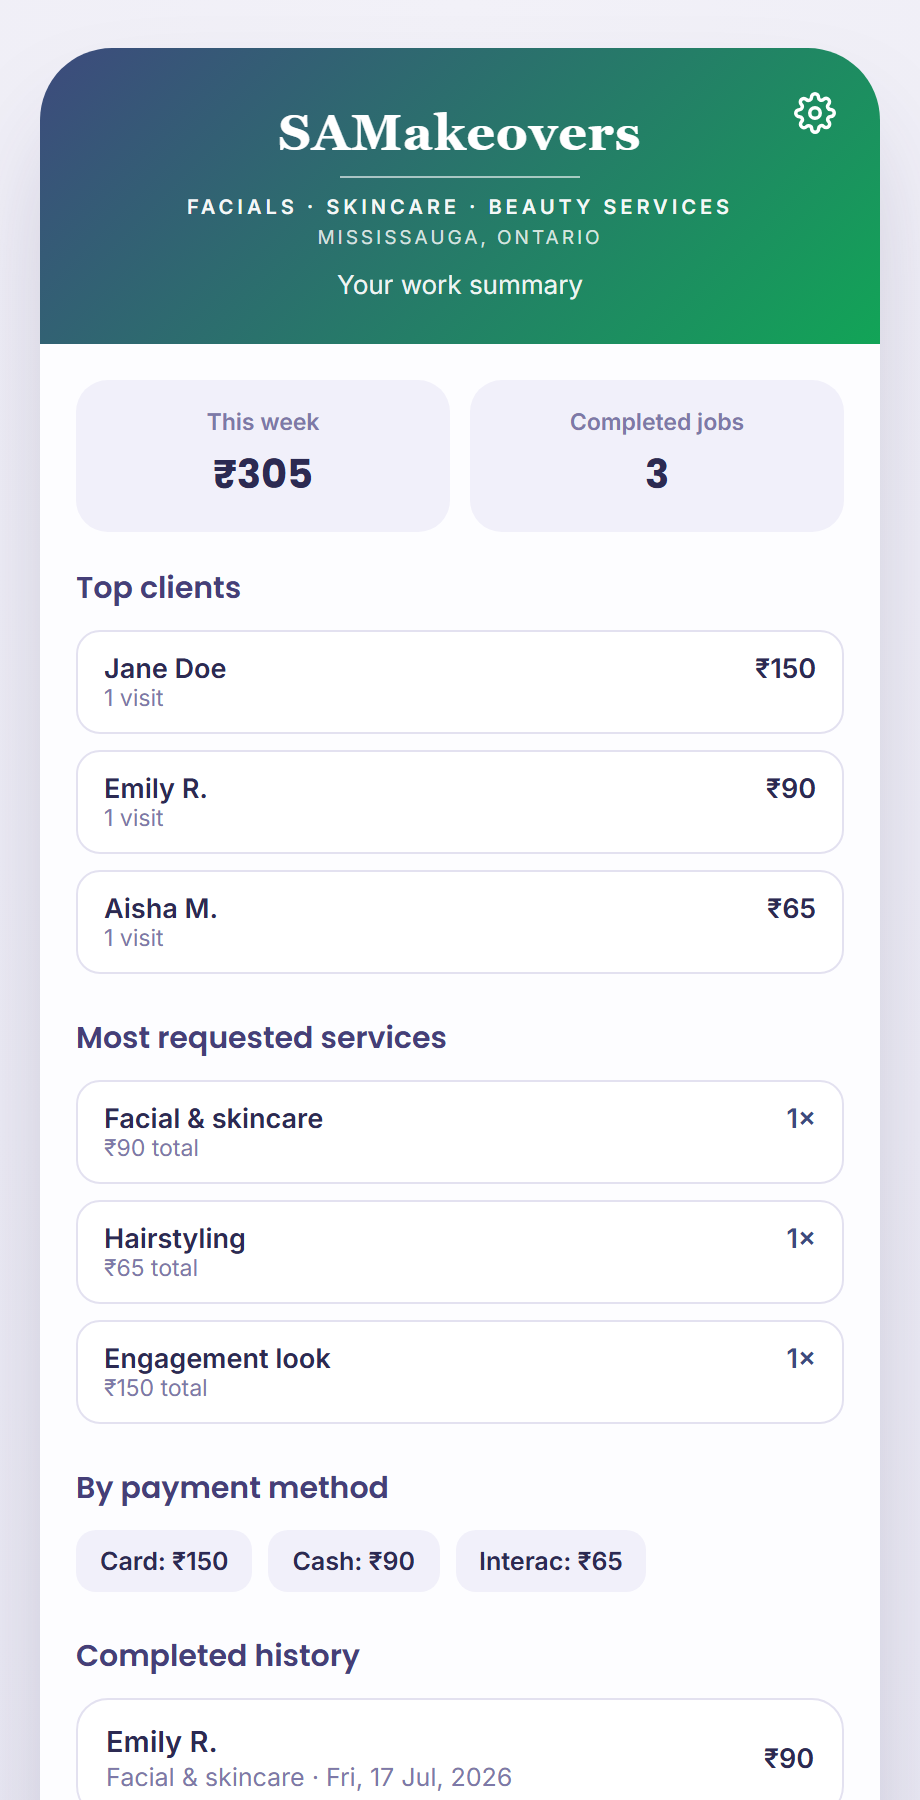 SAMakeovers
FACIALS · SKINCARE · BEAUTY SERVICES
MISSISSAUGA, ONTARIO
Your work summary
This week
₹305
Completed jobs
3
Top clients
Jane Doe
₹150
1 visit
Emily R.
₹90
1 visit
Aisha M.
₹65
1 visit
Most requested services
Facial & skincare
1×
₹90 total
Hairstyling
1×
₹65 total
Engagement look
1×
₹150 total
By payment method
Card: ₹150
Cash: ₹90
Interac: ₹65
Completed history
Emily R.
₹90
Facial & skincare · Fri, 17 Jul, 2026